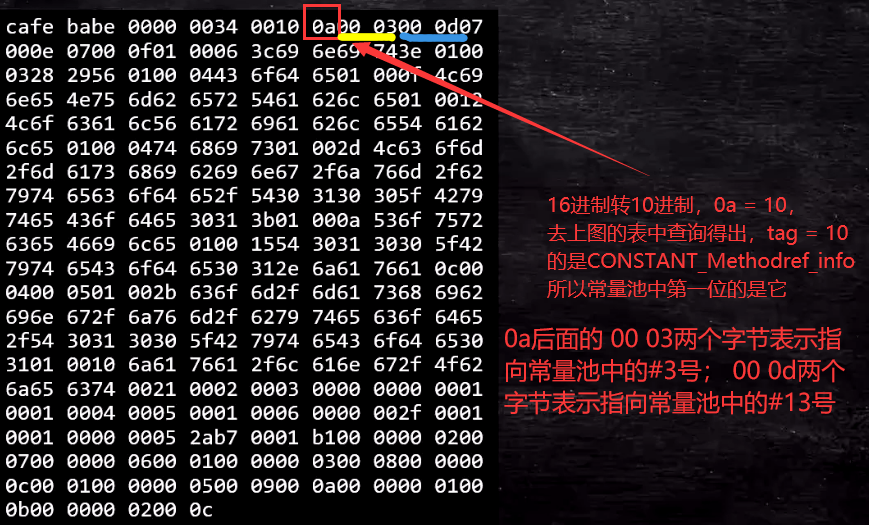 cafe babe 0000 0034 0010 0a00 0300 0d07
000e 0700 0f01 0006 3c69 6e69 743e 0100
0328 2956 0100 0443 6f64 6501 000f 4c69
6e65 4e75 6d62 6572 5461 626c 6501 0012
4c6f 6361 6c56 6172 6961 626c 6554 6162
6c65 0100 0474 6869 7301 002d 4c63 6f6d
2f6d 6173 6869 6269 6e67 2f6a 766d 2f62
7974 6563 6f64 652f 5430 3130 305f 4279
7465 436f 6465 3031 3b01 000a 536f 7572
6365 4669 6c65 0100 1554 3031 3030 5f42
7974 6543 6f64 6530 312e 6a61 7661 0c00
0400 0501 002b 636f 6d2f 6d61 7368 6962
696e 672f 6a76 6d2f 6279 7465 636f 6465
2f54 3031 3030 5f42 7974 6543 6f64 6530
3101 0010 6a61 7661 2f6c 616e 672f 4f62
6a65 6374 0021 0002 0003 0000 0000 0001
0001 0004 0005 0001 0006 0000 002f 0001
0001 0000 0005 2ab7 0001 b100 0000 0200
0700 0000 0600 0100 0000 0300 0800 0000
0c00 0100 0000 0500 0900 0a00 0000 0100
0b00 0000 0200 0c
16进制转10进制，0a = 10，
去上图的表中查询得出，tag = 10
的是CONSTANT_Methodref_info
所以常量池中第一位的是它
0a后面的 00 03两个字节表示指
向常量池中的#3号； 00 0d两个
字节表示指向常量池中的#13号